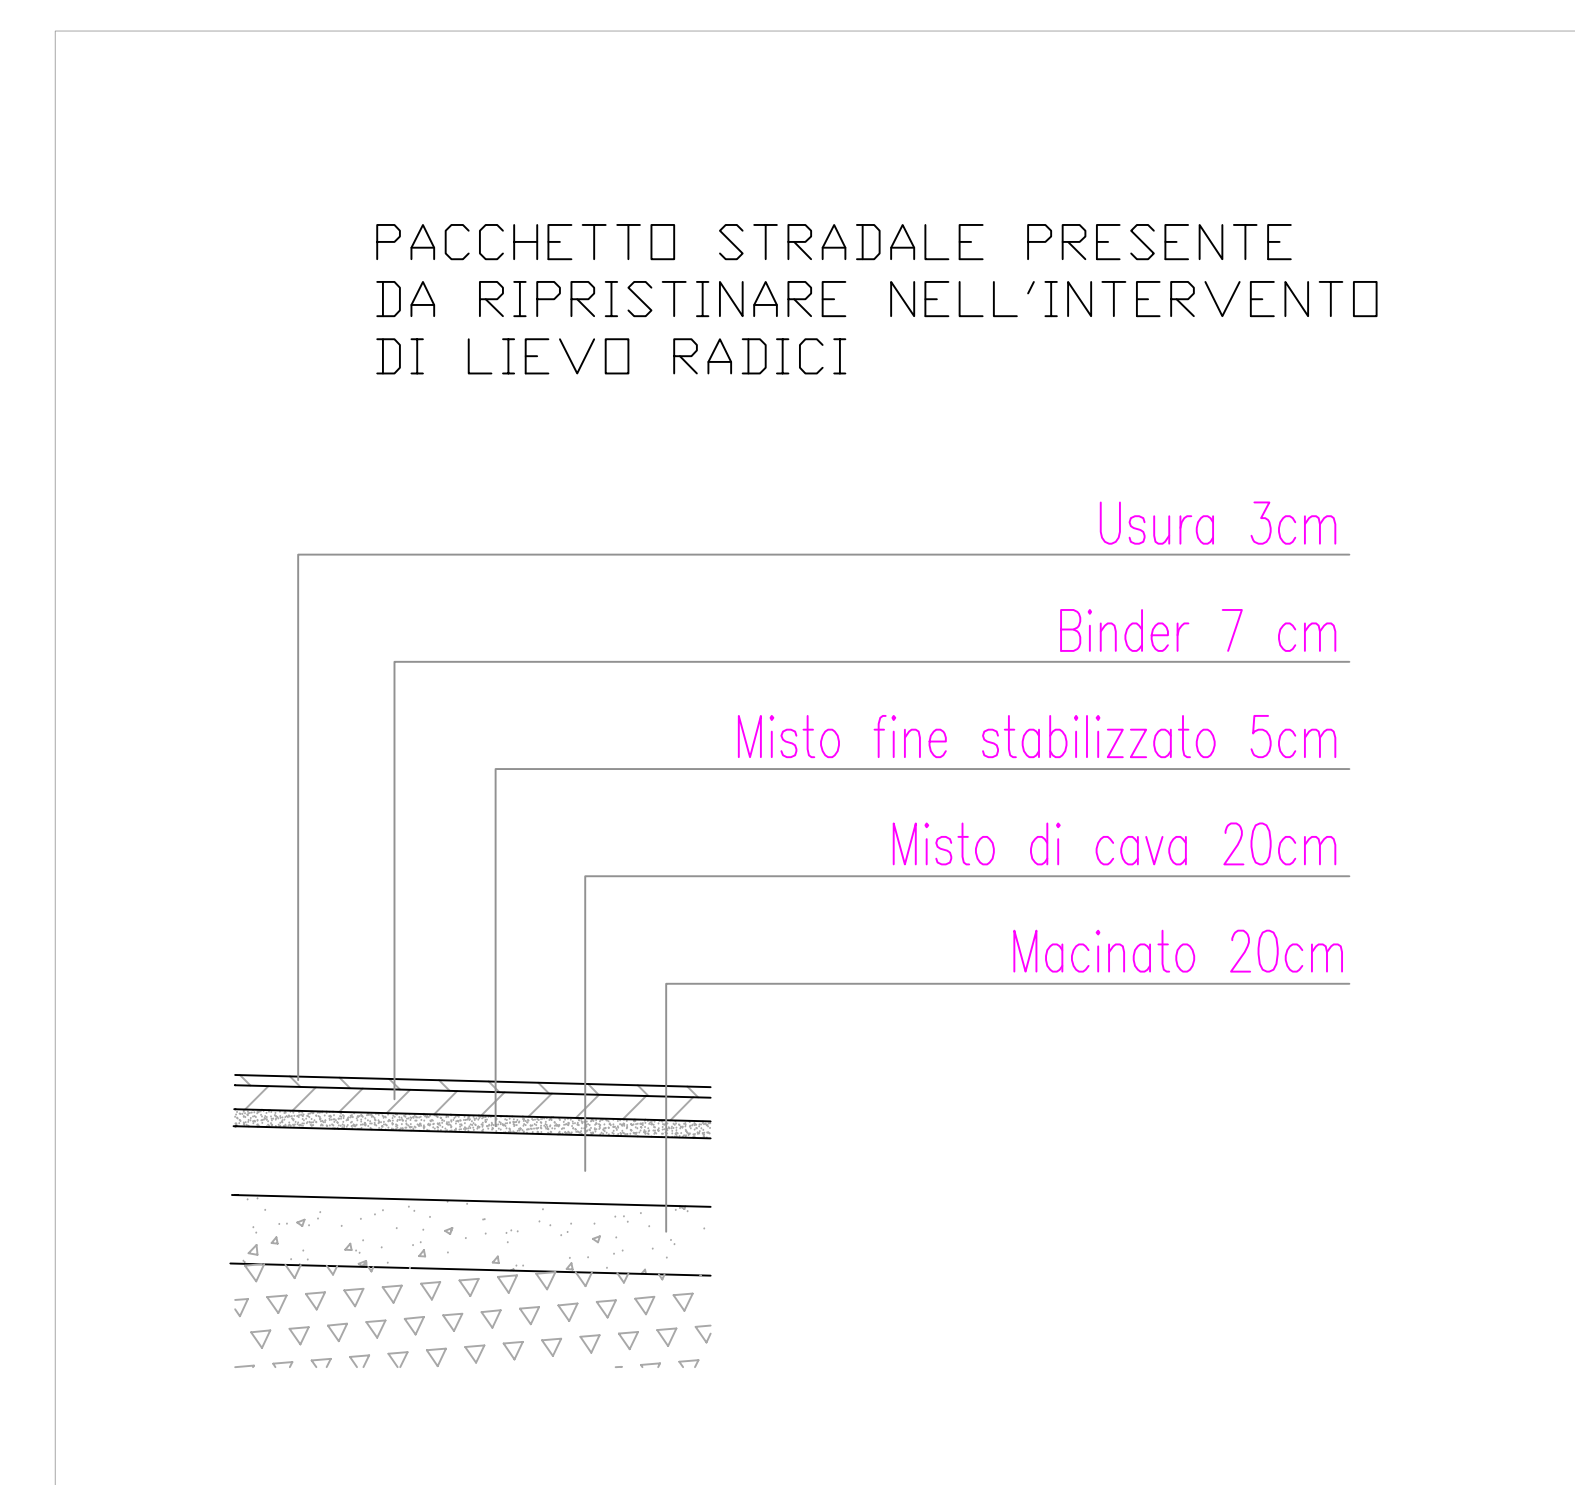 PACCHETTO STRADALE PRESENTE
DA RIPRISTINARE NELL'INTERVENTO
DI LIEVO RADICI
Usura 3cm
Binder 7 cm
Misto fine stabilizzato 5cm
Misto di cava 20cm
Macinato 20cm